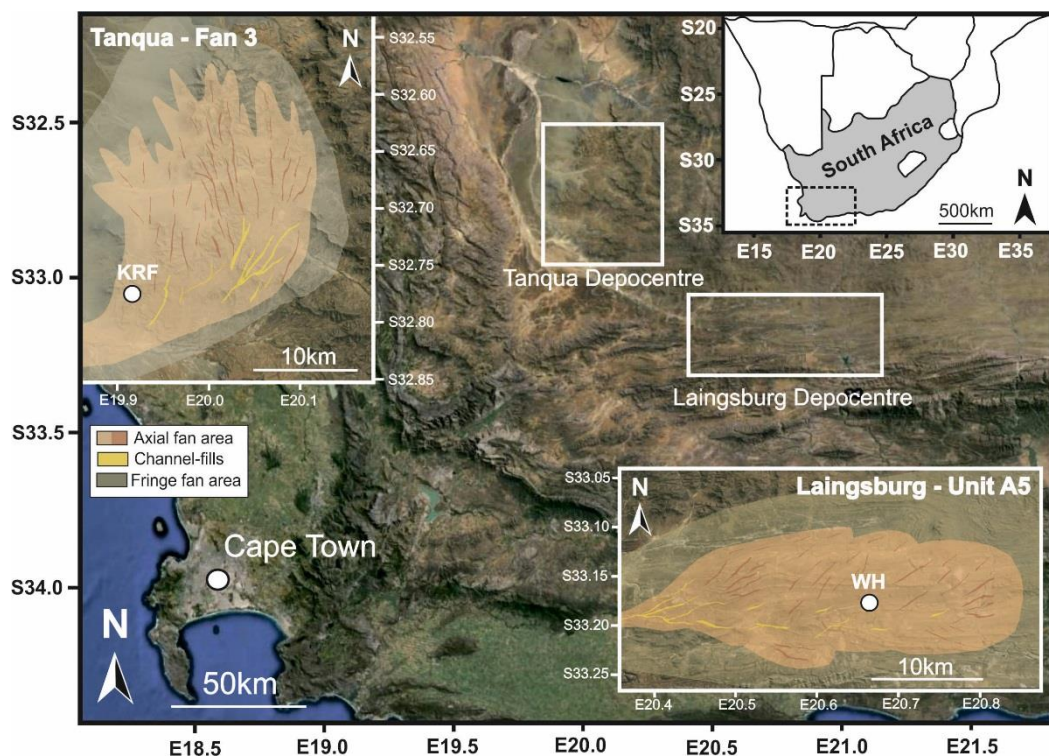 Tanqua - Fan 3
N
KRF
10km
E19.9 E20.0 E20.1
S32.55
S32.60
S32.65
S32.70
S32.75
S32.80
S32.85
S20
S25
S30
S35
South Africa
N
500km
E15 E20 E25 E30 E35
Tanqua Depocentre
Laingsburg Depocentre
Axial fan area
Channel-fills
Fringe fan area
Cape Town
N
50km
Laingsburg - Unit A5
N
WH
10km
S33.05
S33.10
S33.15
S33.20
S33.25
E20.4 E20.5 E20.6 E20.7 E20.8
S32.5
S33.0
S33.5
S34.0
E18.5 E19.0 E19.5 E20.0 E20.5 E21.0 E21.5